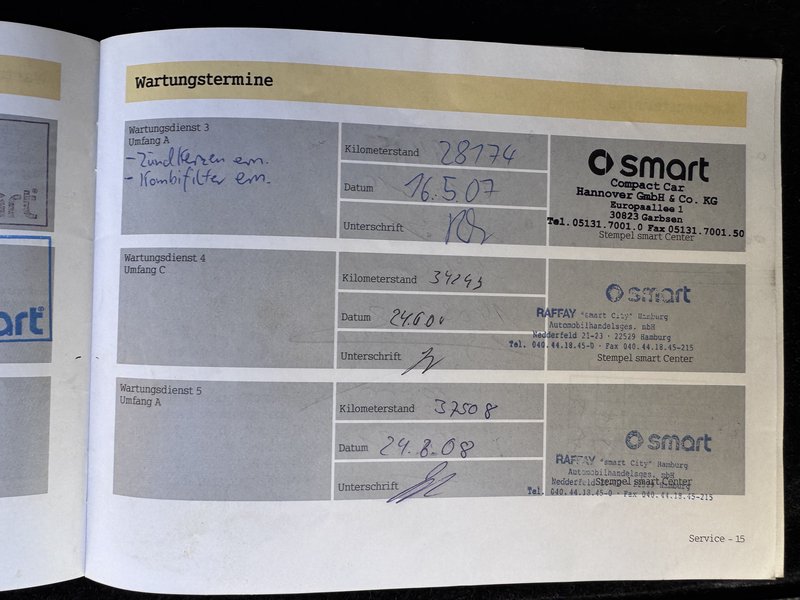 Wartungstermine
Wartungsdienst 3
Umfang A
- Zündkerzen ern.
- Kombifilter ern.
Kilometerstand 28174
Datum 16.5.07
Unterschrift
smart
Compact Car
Hannover GmbH & Co. KG
Europaallee 1
30823 Garbsen
Tel. 05131.7001.0 Fax 05131.7001.50
Stempel smart Center
Wartungsdienst 4
Umfang C
Kilometerstand
Datum
Unterschrift
smart
RAFFAY "smart City" Hamburg
Automobilhandelsges. mbH
Nedderfeld 21-23 · 22529 Hamburg
Tel. 040.44.18.45-0 · Fax 040.44.18.45-215
Stempel smart Center
Wartungsdienst 5
Umfang A
Kilometerstand 37508
Datum 24.8.08
Unterschrift
smart
RAFFAY "smart City" Hamburg
Automobilhandelsges. mbH
Nedderfeld Hamburg
Stempel smart Center
Tel. 040.44.18.45-0 · Fax 040.44.18.45-215
Service - 15
art